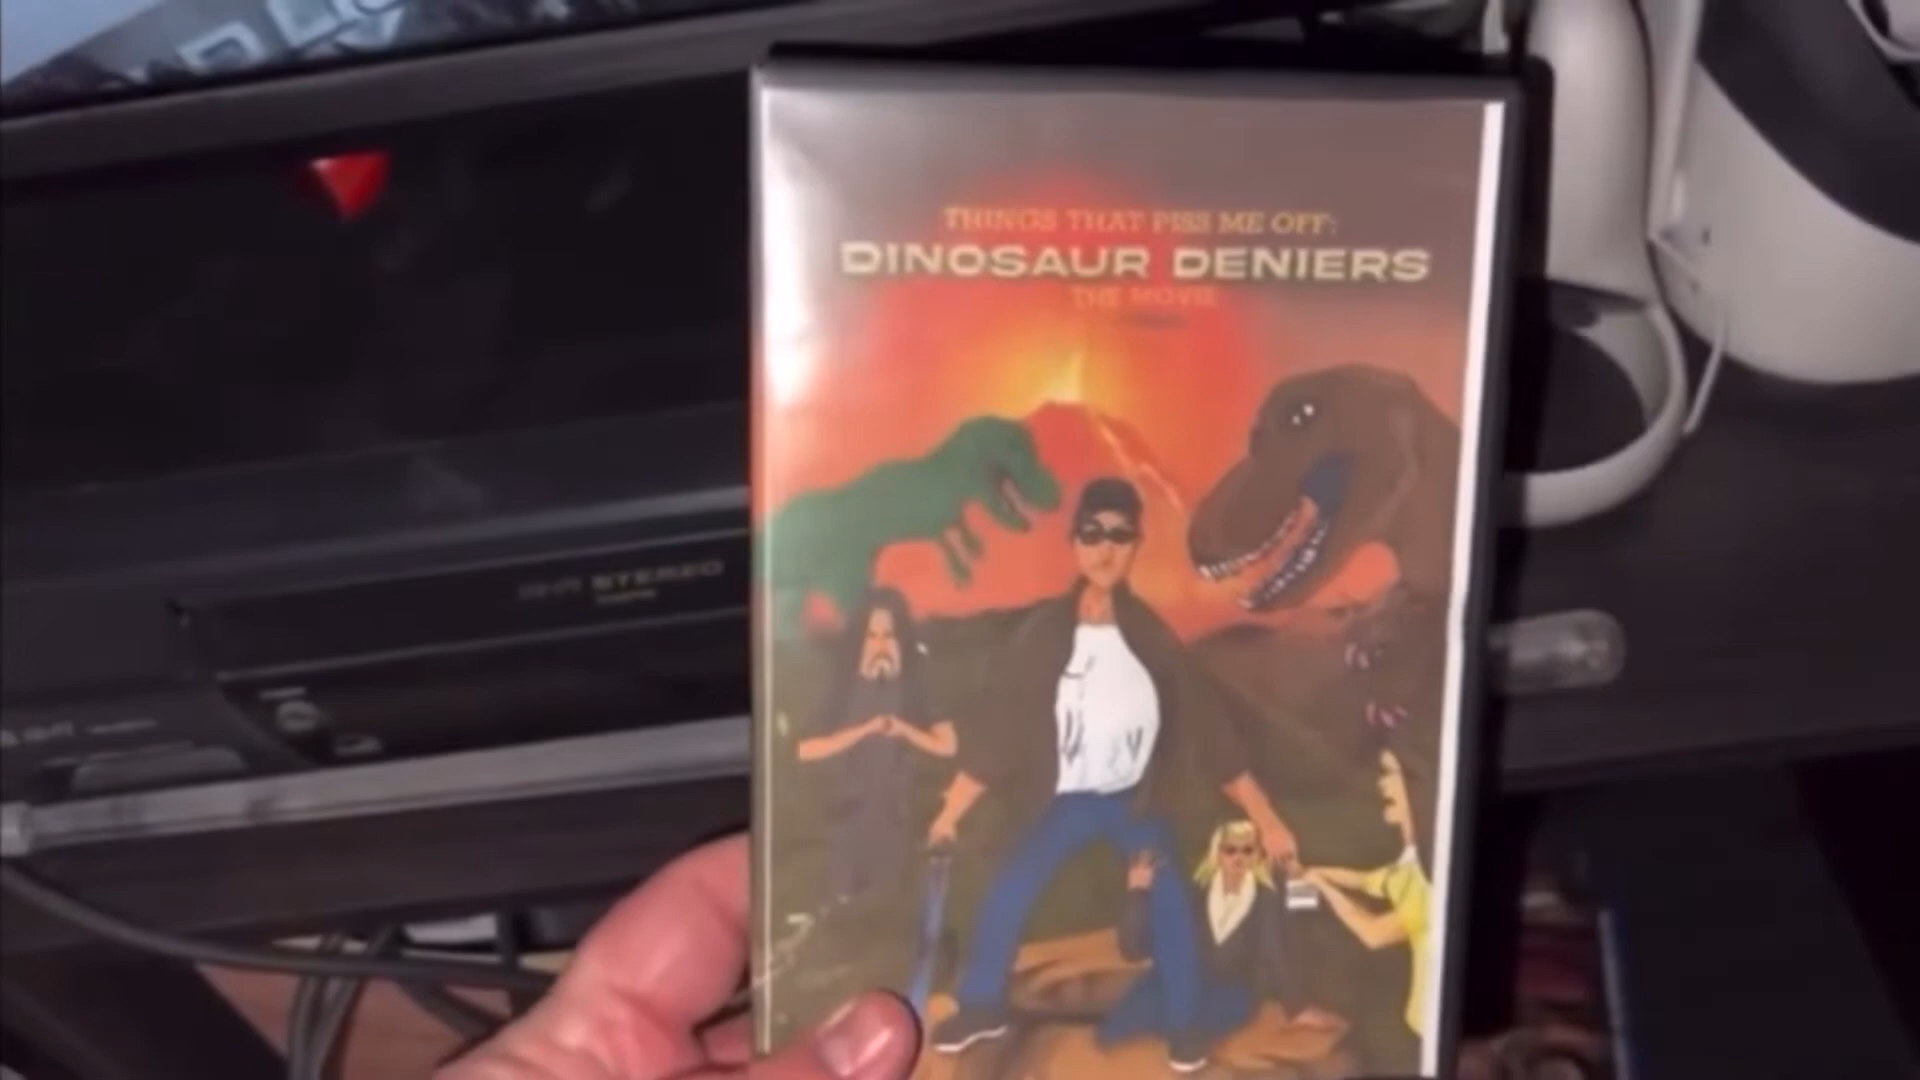 THINGS THAT PISS ME OFF:
DINOSAUR DENIERS
THE MOVIE
STEREO